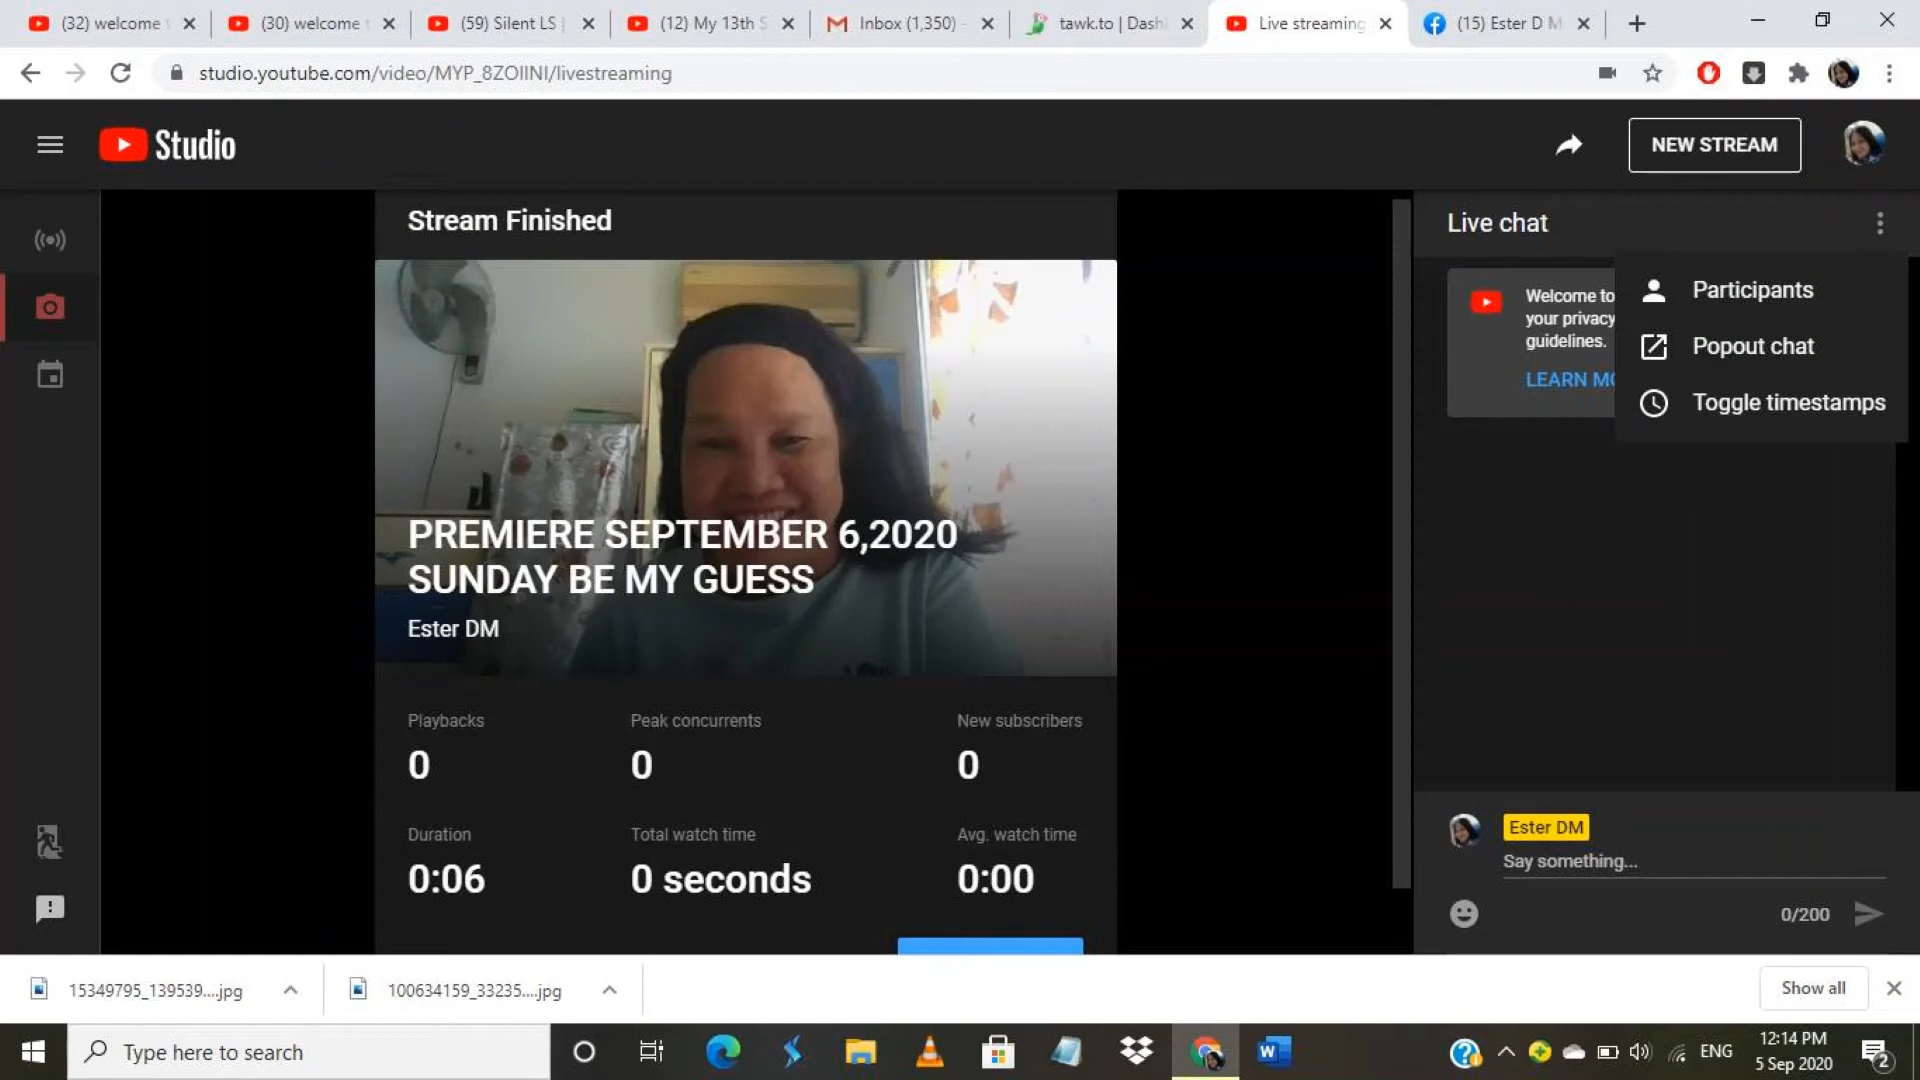 (32) welcome t
(30) welcome t
(59) Silent LS |
(12) My 13th S
Inbox (1,350) -
tawk.to | Dash
Live streaming
(15) Ester D M
studio.youtube.com/video/MYP_8ZOIINI/livestreaming
Studio
NEW STREAM
Stream Finished
Live chat
Welcome to
your privacy
guidelines.
LEARN MO
Participants
Popout chat
Toggle timestamps
PREMIERE SEPTEMBER 6,2020
SUNDAY BE MY GUESS
Ester DM
Playbacks
Peak concurrents
New subscribers
0
0
0
Duration
Total watch time
Avg. watch time
0:06
0 seconds
0:00
Ester DM
Say something...
0/200
15349795_139539....jpg
100634159_33235....jpg
Show all
Type here to search
ENG
12:14 PM
5 Sep 2020
2